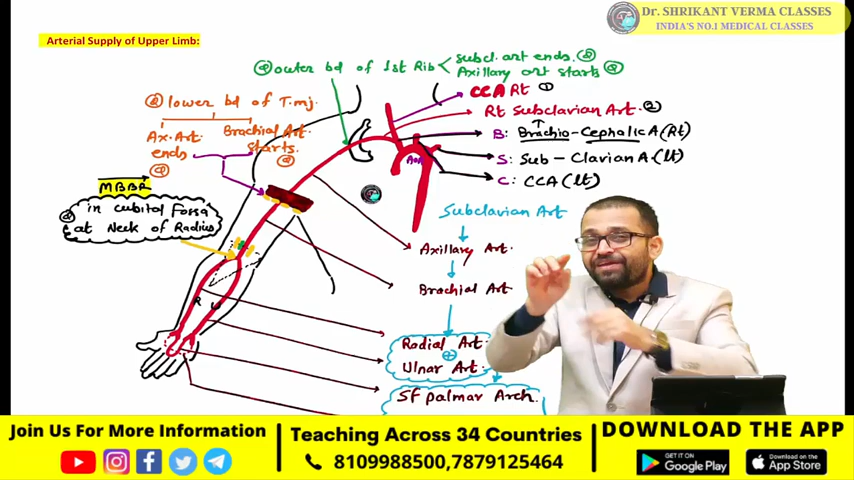 Dr. SHRIKANT VERMA CLASSES
INDIA'S NO.1 MEDICAL CLASSES
Arterial Supply of Upper Limb:
outer bd of 1st Rib
subcl. art ends.
Axillary art starts
CCA Rt ①
Rt Subclavian Art. ②
B: Brachio-Cephalic A (Rt)
S: Sub-Clavian A (lt)
C: CCA (lt)
lower bd of T.mj.
Ax. Art ends
Brachial Art starts.
MBBR
in cubital Fossa
at Neck of Radius
R
U
Subclavian Art
Axillary Art.
Brachial Art
Radial Art.
⊕
Ulnar Art.
SF palmar Arch.
Join Us For More Information
Teaching Across 34 Countries
8109988500,7879125464
DOWNLOAD THE APP
GET IT ON
Google Play
Download on the
App Store